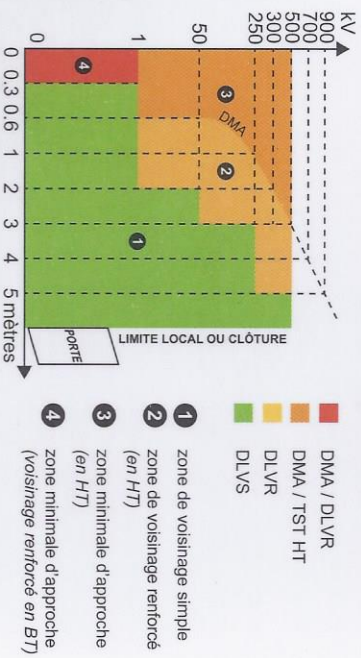 kV
900
700
500
300
250
50
1
0
0 0.3 0.6 1 2 3 4 5 mètres
DMA
1
2
3
4
PORTE
LIMITE LOCAL OU CLÔTURE
DMA / DLVR
DMA / TST HT
DLVR
DLVS
1 zone de voisinage simple
2 zone de voisinage renforcé
(en HT)
3 zone minimale d'approche
(en HT)
4 zone minimale d'approche
(voisinage renforcé en BT)